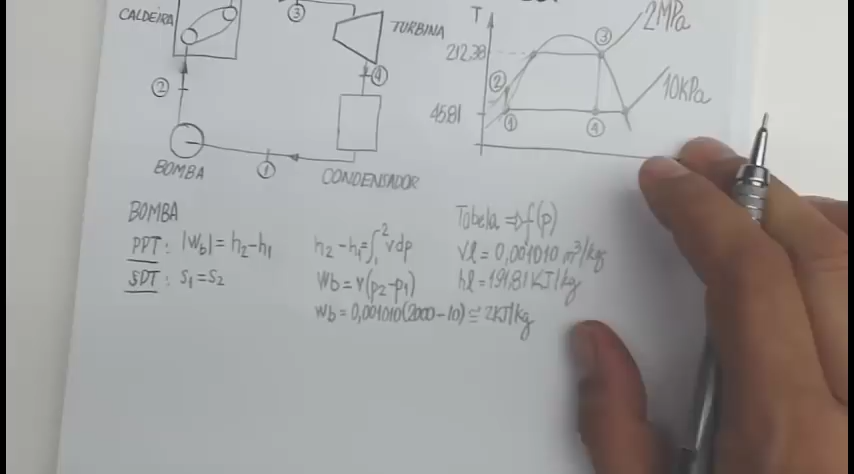 CALDEIRA
③
TURBINA
④
②
BOMBA
①
CONDENSADOR
T
2MPa
212,38
③
②
10KPa
45,81
①
④
BOMBA
PPT: |Wb| = h2-h1
SDT: S1=S2
h2-h1=∫₁² vdp
Wb = v(p2-p1)
Wb = 0,001010(2000-10) ≅ 2KJ/kg
Tabela ⇒ f(p)
vl = 0,001010 m³/kg
hl = 191,81 KJ/kg